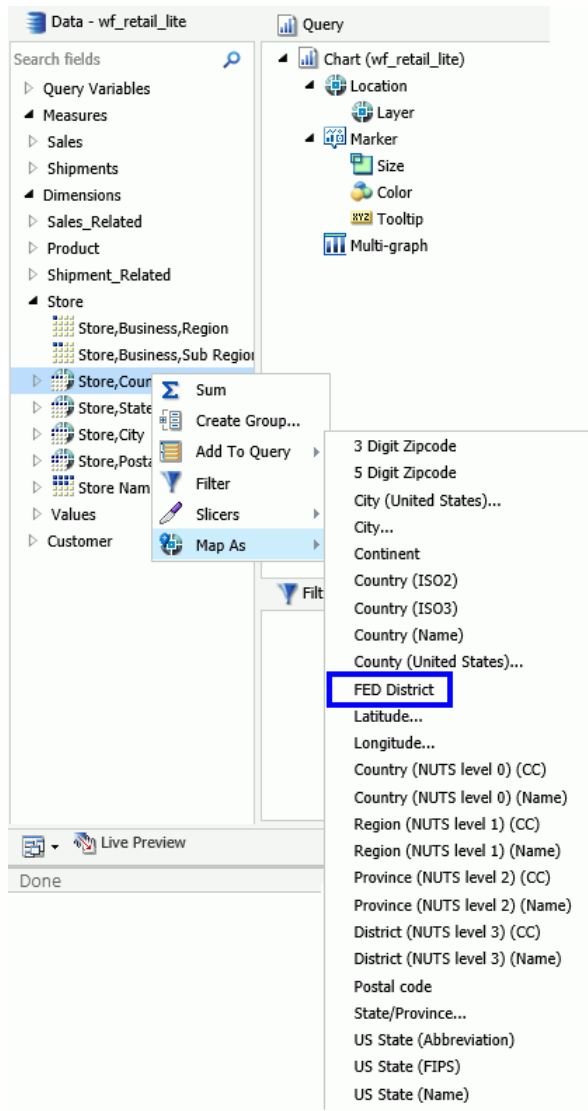 Data - wf_retail_lite
Search fields
Query Variables
Measures
Sales
Shipments
Dimensions
Sales_Related
Product
Shipment_Related
Store
Store,Business,Region
Store,Business,Sub Region
Store,Coun
Store,State
Store,City
Store,Posta
Store Nam
Values
Customer
Query
Chart (wf_retail_lite)
Location
Layer
Marker
Size
Color
XYZ Tooltip
Multi-graph
Sum
Create Group...
Add To Query
Filter
Slicers
Map As
Filt
3 Digit Zipcode
5 Digit Zipcode
City (United States)...
City...
Continent
Country (ISO2)
Country (ISO3)
Country (Name)
County (United States)...
FED District
Latitude...
Longitude...
Country (NUTS level 0) (CC)
Country (NUTS level 0) (Name)
Region (NUTS level 1) (CC)
Region (NUTS level 1) (Name)
Province (NUTS level 2) (CC)
Province (NUTS level 2) (Name)
District (NUTS level 3) (CC)
District (NUTS level 3) (Name)
Postal code
State/Province...
US State (Abbreviation)
US State (FIPS)
US State (Name)
Live Preview
Done